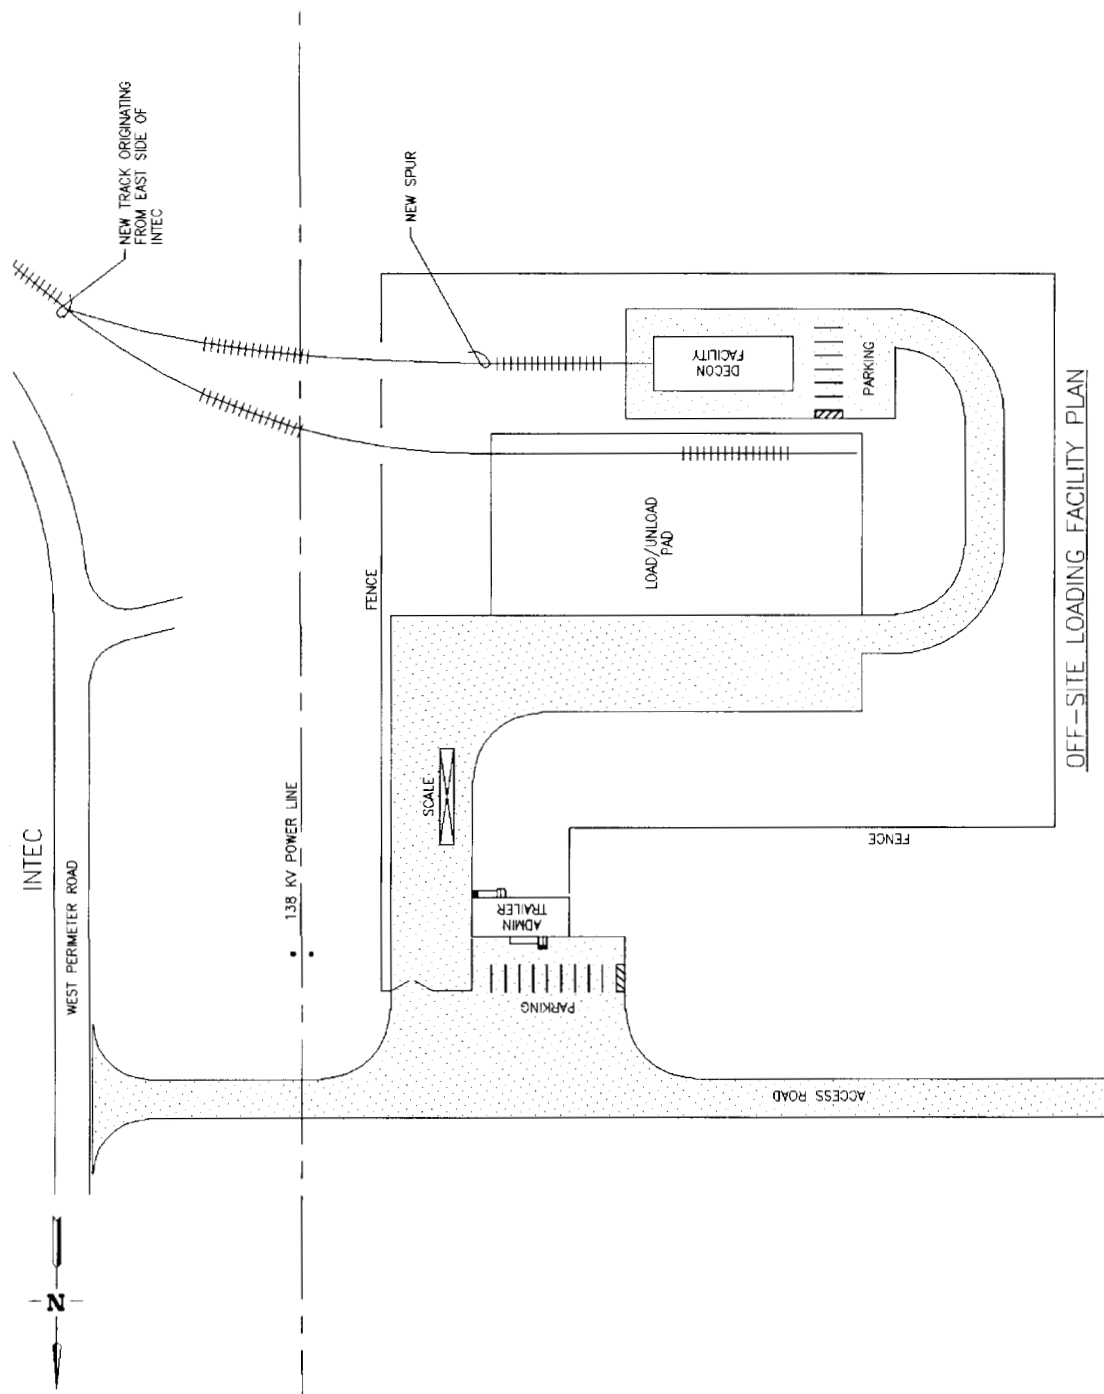 INTEC
WEST PERIMETER ROAD
N
138 KV POWER LINE
NEW TRACK ORIGINATING
FROM EAST SIDE OF
INTEC
NEW SPUR
FENCE
SCALE
ADMIN
TRAILER
PARKING
LOAD/UNLOAD
PAD
DECON
FACILITY
PARKING
FENCE
ACCESS ROAD
OFF-SITE LOADING FACILITY PLAN